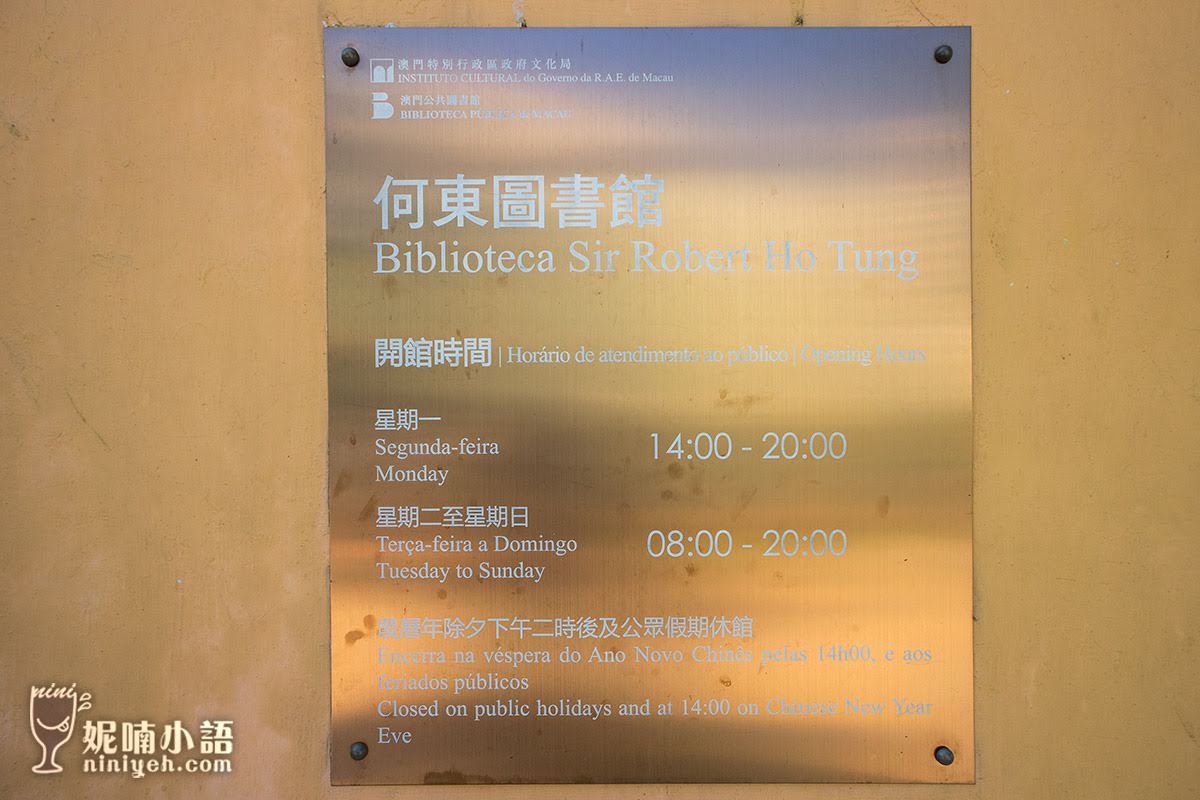 澳門特別行政區政府文化局
INSTITUTO CULTURAL do Governo da R.A.E. de Macau
澳門公共圖書館
BIBLIOTECA PÚBLICA DE MACAU
何東圖書館
Biblioteca Sir Robert Ho Tung
開館時間 | Horário de atendimento ao público | Opening Hours
星期一
Segunda-feira
Monday
14:00 - 20:00
星期二至星期日
Terça-feira a Domingo
Tuesday to Sunday
08:00 - 20:00
農曆年除夕下午二時後及公眾假期休館
Encerra na véspera do Ano Novo Chinês pelas 14h00, e aos
feriados públicos
Closed on public holidays and at 14:00 on Chinese New Year
Eve
nini
妮喃小語
niniyeh.com